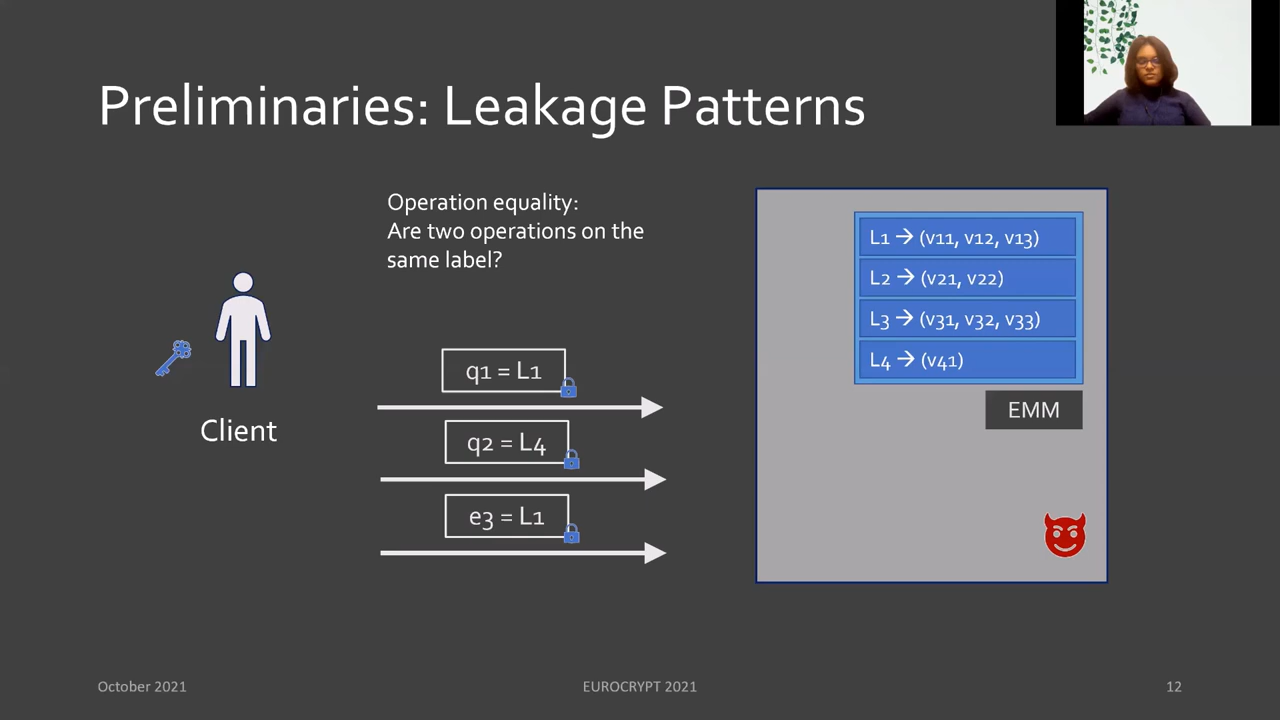 Preliminaries: Leakage Patterns
Operation equality:
Are two operations on the
same label?
Client
q1 = L1
q2 = L4
e3 = L1
L1 → (v11, v12, v13)
L2 → (v21, v22)
L3 → (v31, v32, v33)
L4 → (v41)
EMM
October 2021
EUROCRYPT 2021
12